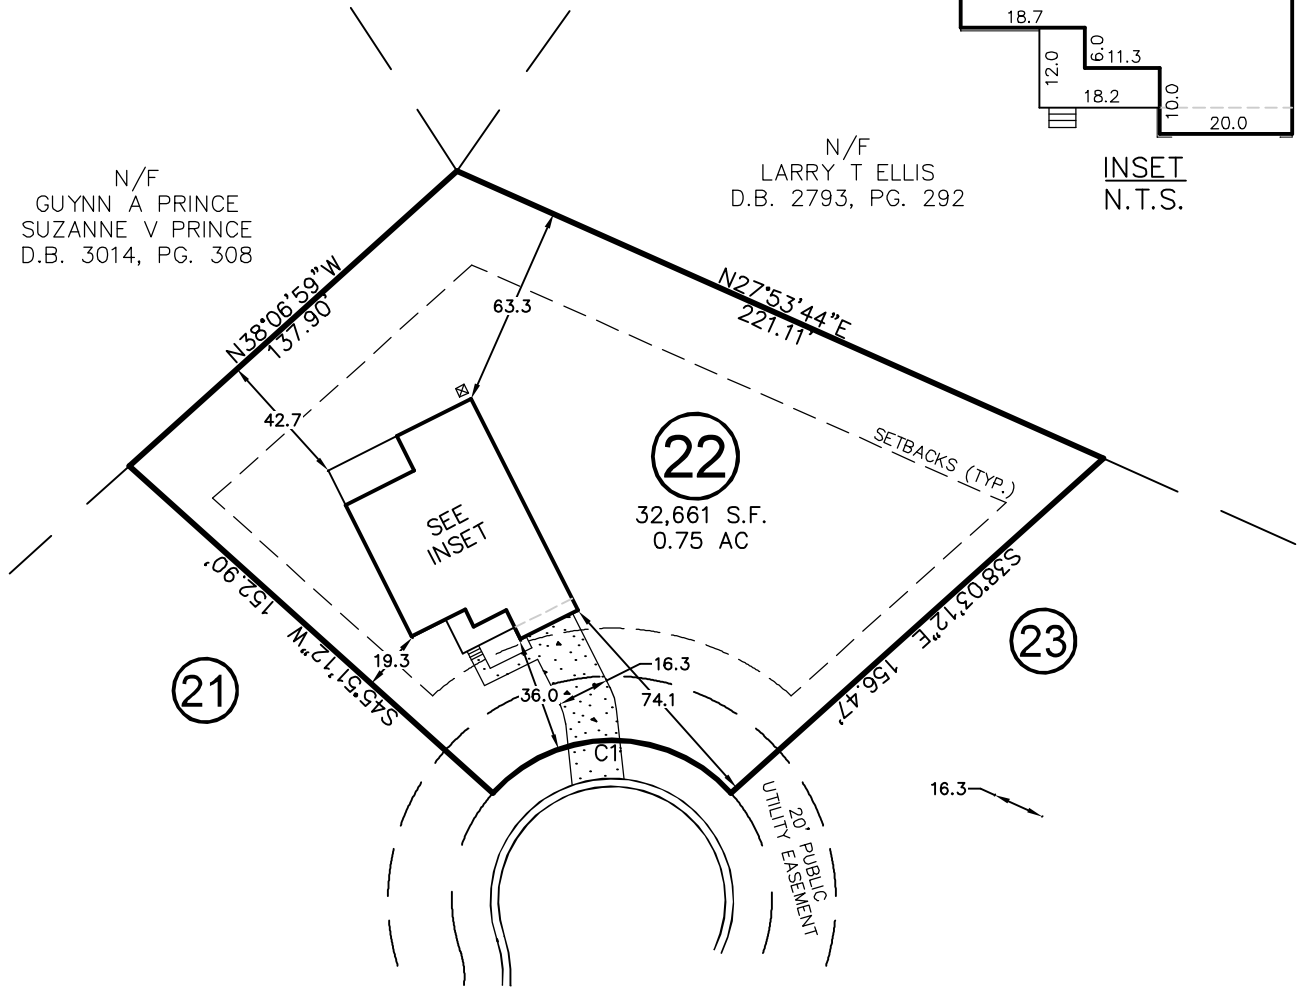 18.7
6.0
11.3
12.0
18.2
10.0
20.0
INSET
N.T.S.
N/F
GUYNN A PRINCE
SUZANNE V PRINCE
D.B. 3014, PG. 308
N/F
LARRY T ELLIS
D.B. 2793, PG. 292
N38°06'59"W
137.90'
N27°53'44"E
221.11'
63.3
42.7
22
32,661 S.F.
0.75 AC
SETBACKS (TYP.)
SEE
INSET
152.90'
S45°51'12"W
19.3
21
S38°03'12"E
156.47'
23
16.3
36.0
74.1
C1
16.3
20' PUBLIC
UTILITY EASEMENT